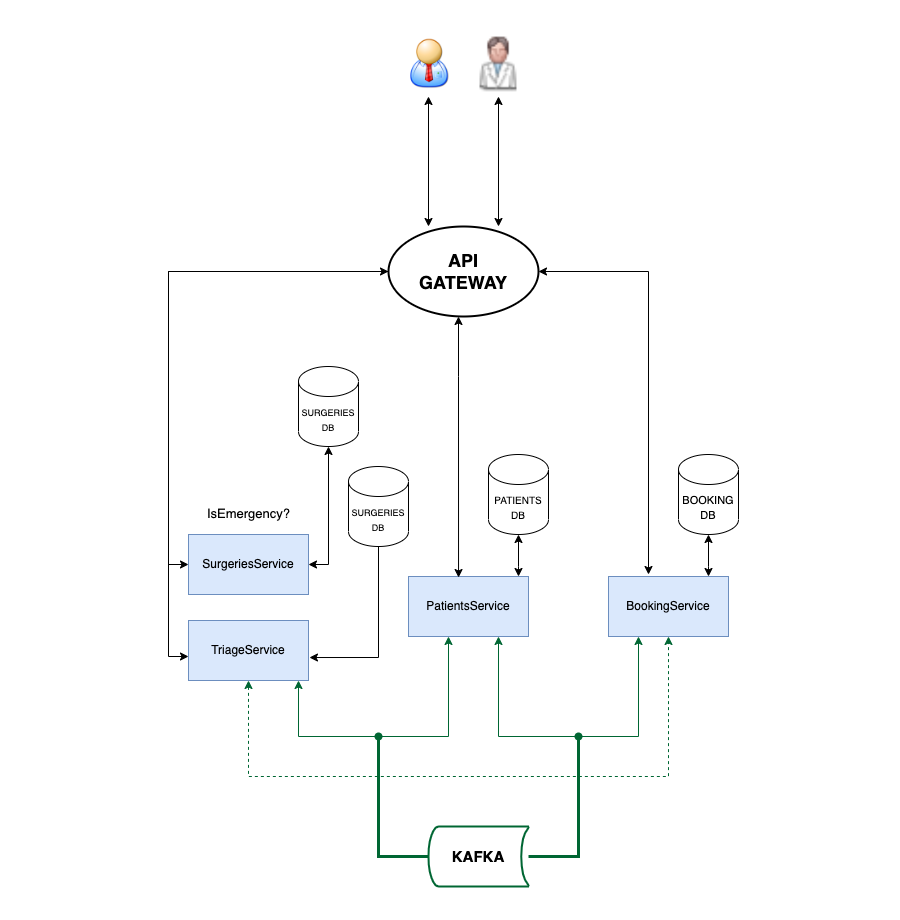 API
GATEWAY
SURGERIES
DB
SURGERIES
DB
PATIENTS
DB
BOOKING
DB
IsEmergency?
SurgeriesService
PatientsService
BookingService
TriageService
KAFKA